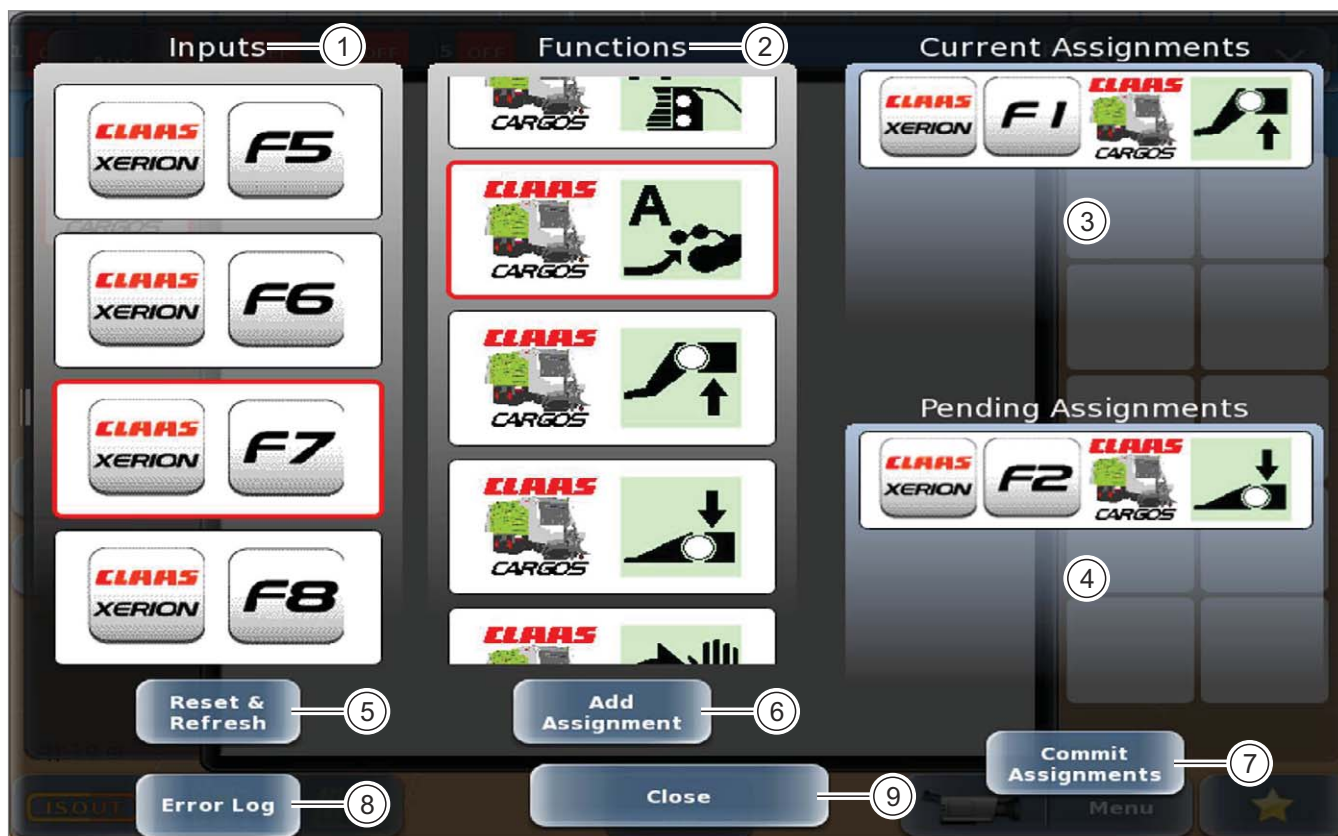 Inputs 1
Functions 2
Current Assignments
CLAAS XERION F5
CLAAS XERION F6
CLAAS XERION F7
CLAAS XERION F8
CARGOS
CLAAS CARGOS A
CLAAS CARGOS
CLAAS CARGOS
CLAAS
CLAAS XERION F1 CLAAS CARGOS
3
Pending Assignments
CLAAS XERION F2 CLAAS CARGOS
4
Reset &
Refresh 5
Add
Assignment 6
Commit
Assignments 7
Error Log 8
Close 9
ISOUT
Menu